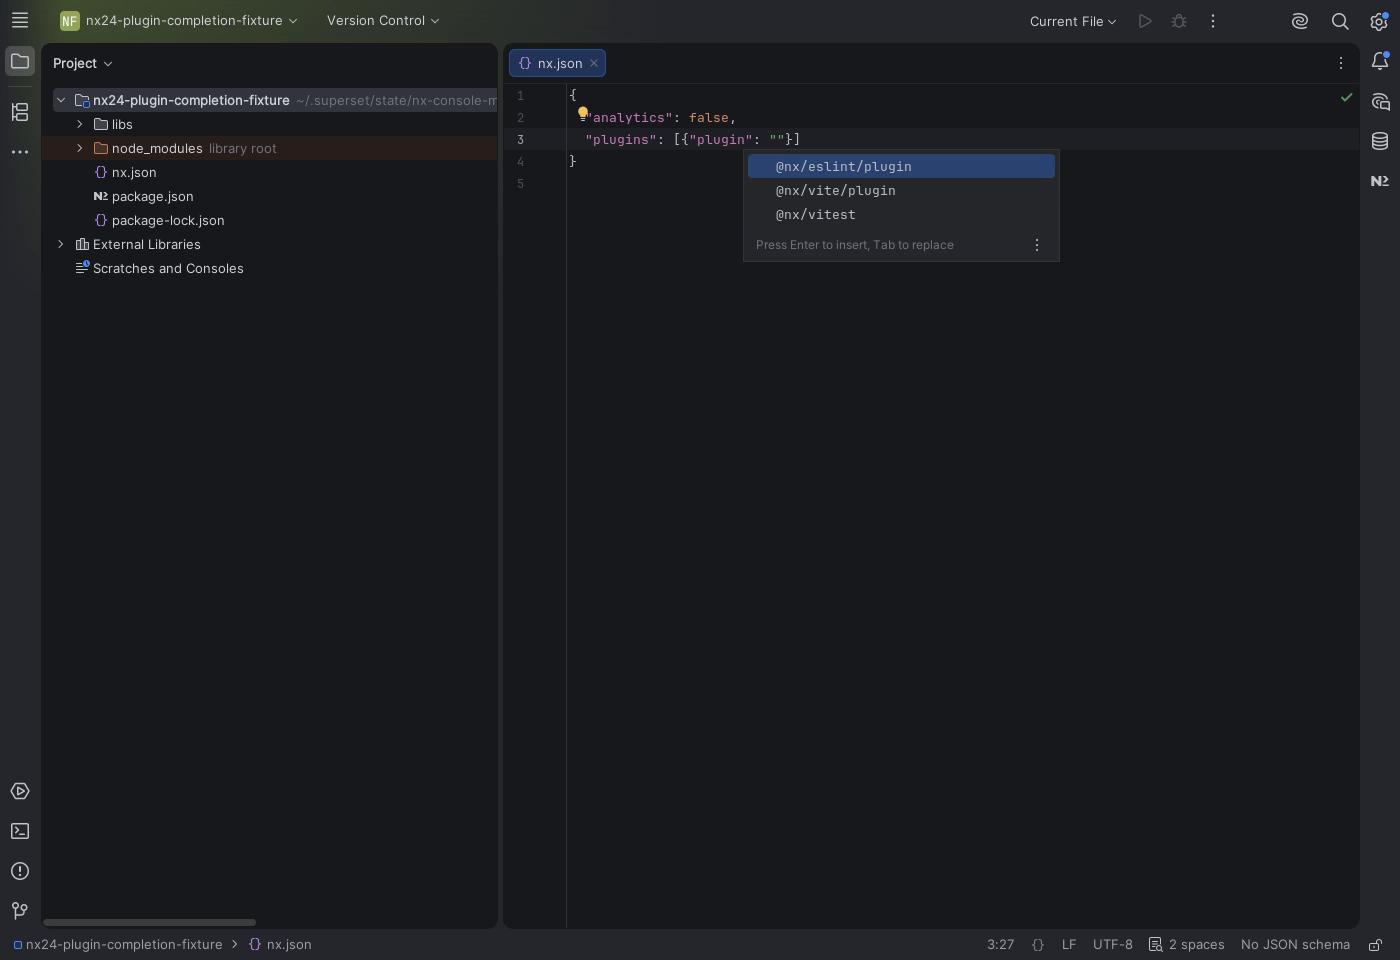 NF nx24-plugin-completion-fixture Version Control Current File
Project
nx.json
nx24-plugin-completion-fixture ~/.superset/state/nx-console-m
libs
node_modules library root
nx.json
package.json
package-lock.json
External Libraries
Scratches and Consoles
1 {
2 "analytics": false,
3 "plugins": [{"plugin": ""}]
4 }
5
@nx/eslint/plugin
@nx/vite/plugin
@nx/vitest
Press Enter to insert, Tab to replace
nx24-plugin-completion-fixture > {} nx.json 3:27 {} LF UTF-8 2 spaces No JSON schema